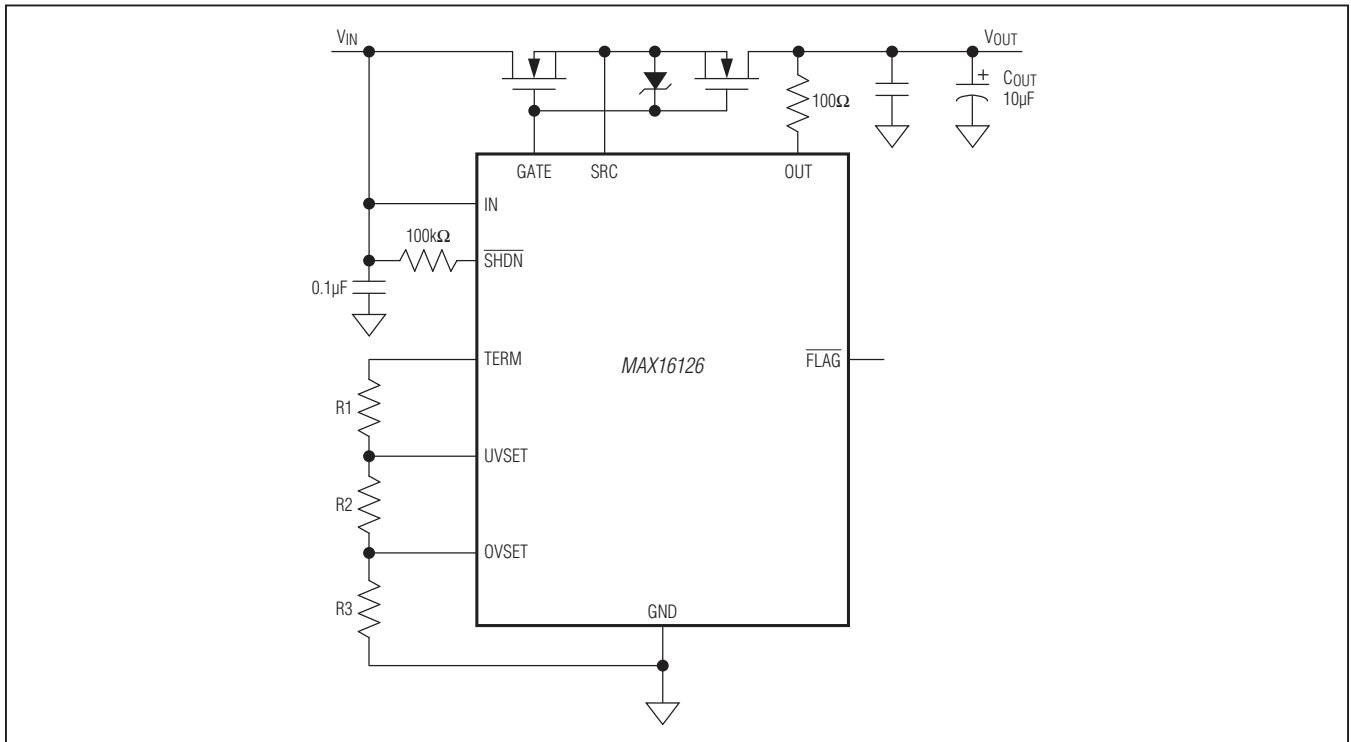 VIN
VOUT
COUT
10µF
+
100Ω
GATE
SRC
OUT
IN
100kΩ
SHDN
0.1µF
TERM
MAX16126
FLAG
R1
UVSET
R2
OVSET
R3
GND